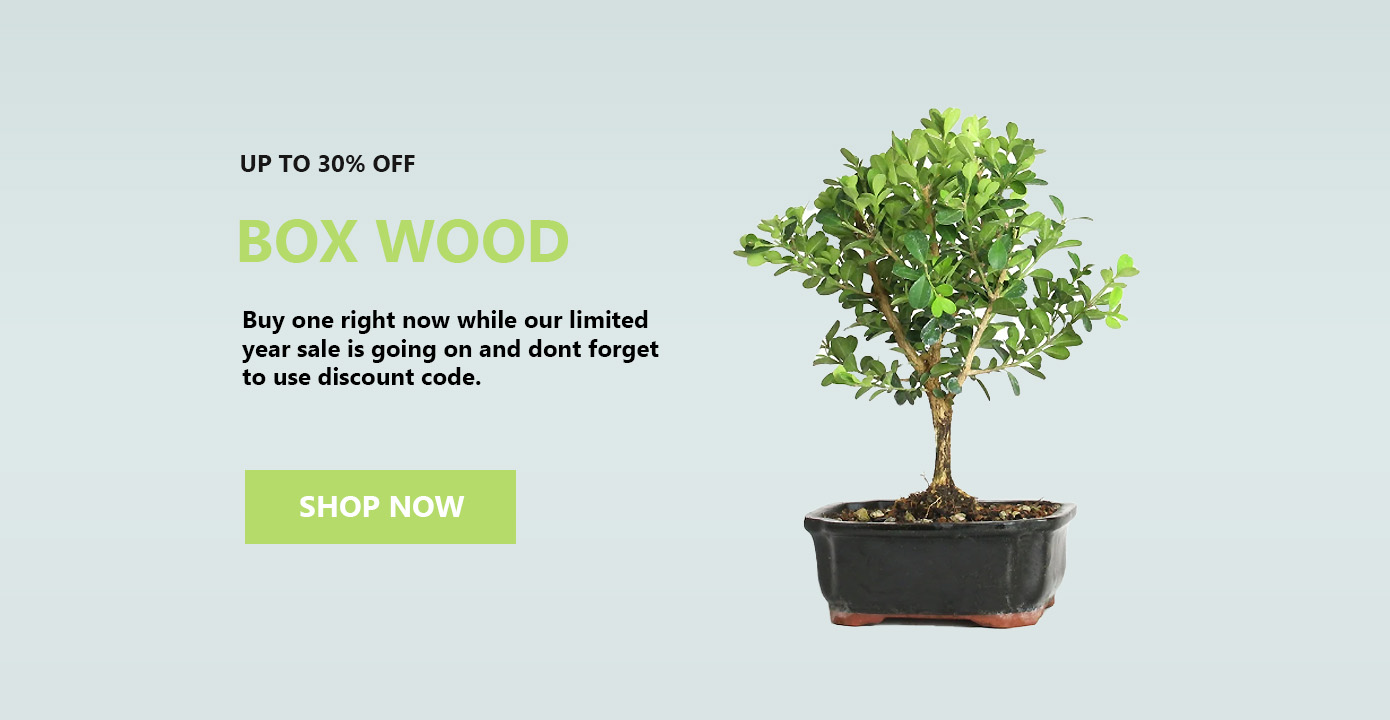 UP TO 30% OFF
BOX WOOD
Buy one right now while our limited
year sale is going on and dont forget
to use discount code.
SHOP NOW